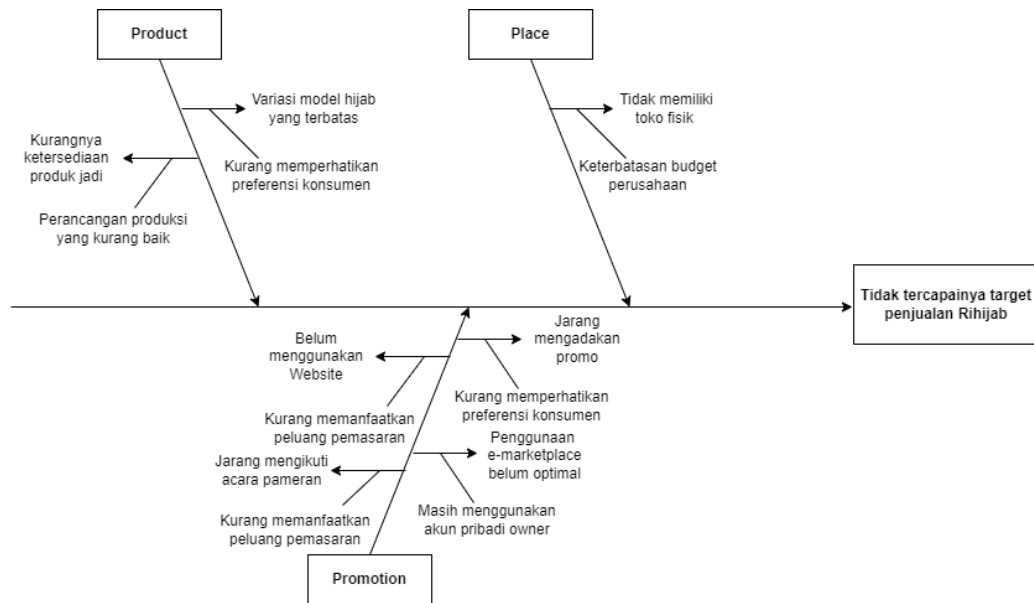 Product
Place
Variasi model hijab
yang terbatas
Tidak memiliki
toko fisik
Kurangnya
ketersediaan
produk jadi
Kurang memperhatikan
preferensi konsumen
Keterbatasan budget
perusahaan
Perancangan produksi
yang kurang baik
Tidak tercapainya target
penjualan Rihijab
Belum
menggunakan
Website
Jarang
mengadakan
promo
Kurang memanfaatkan
peluang pemasaran
Kurang memperhatikan
preferensi konsumen
Jarang mengikuti
acara pameran
Penggunaan
e-marketplace
belum optimal
Kurang memanfaatkan
peluang pemasaran
Masih menggunakan
akun pribadi owner
Promotion